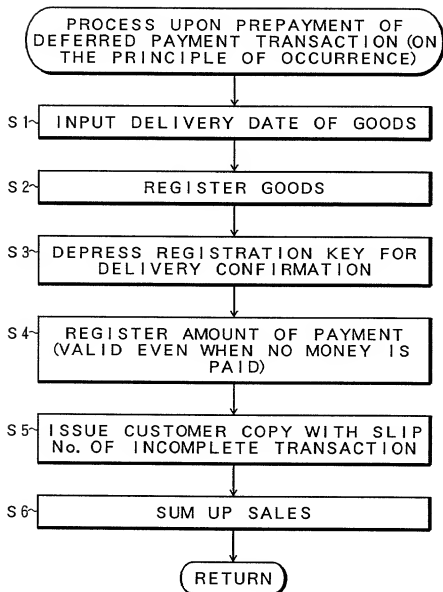 PROCESS UPON PREPAYMENT OF
DEFERRED PAYMENT TRANSACTION (ON
THE PRINCIPLE OF OCCURRENCE)
S1
INPUT DELIVERY DATE OF GOODS
S2
REGISTER GOODS
S3
DEPRESS REGISTRATION KEY FOR
DELIVERY CONFIRMATION
S4
REGISTER AMOUNT OF PAYMENT
(VALID EVEN WHEN NO MONEY IS
PAID)
S5
ISSUE CUSTOMER COPY WITH SLIP
No. OF INCOMPLETE TRANSACTION
S6
SUM UP SALES
RETURN